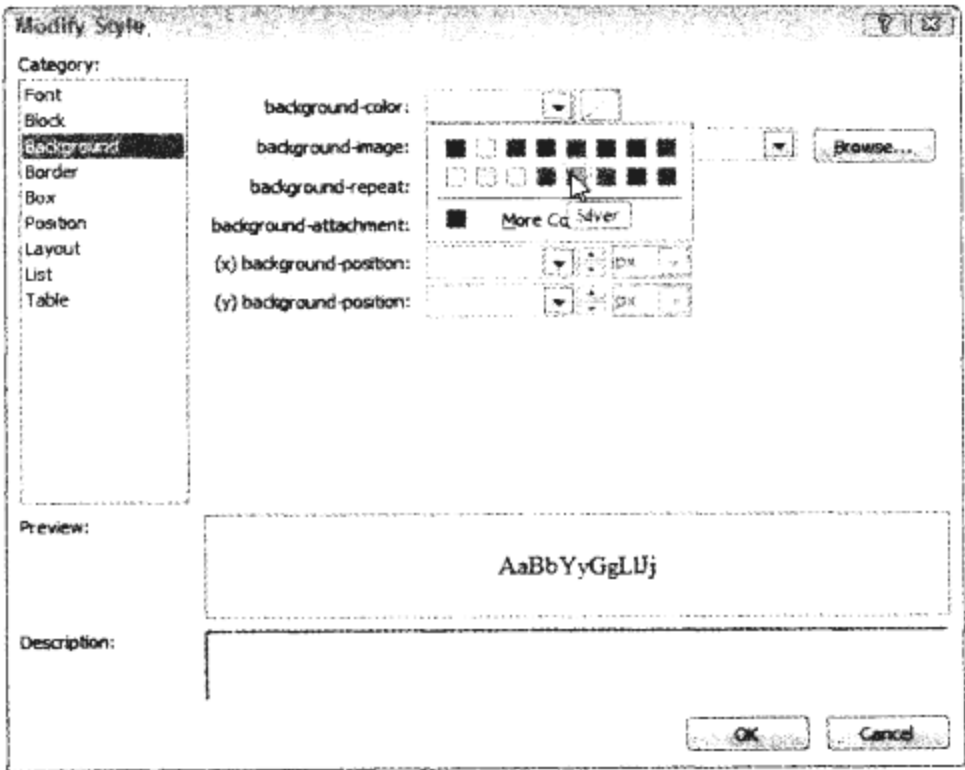 Modify Style
Category:
Font
Block
Background
Border
Box
Position
Layout
List
Table
background-color:
background-image:
Browse...
background-repeat:
background-attachment:
More Co
Silver
(x) background-position:
px
(y) background-position:
px
Preview:
AaBbYyGgLlJj
Description:
OK
Cancel